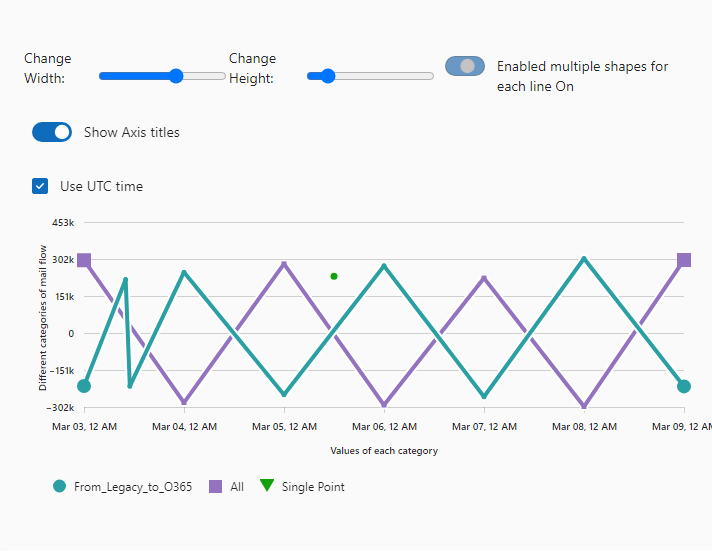 Change
Width:
Change
Height:
Enabled multiple shapes for
each line On
Show Axis titles
Use UTC time
453k
302k
151k
0
−151k
−302k
Different categories of mail flow
Mar 03, 12 AM Mar 04, 12 AM Mar 05, 12 AM Mar 06, 12 AM Mar 07, 12 AM Mar 08, 12 AM Mar 09, 12 AM
Values of each category
From_Legacy_to_O365 All Single Point